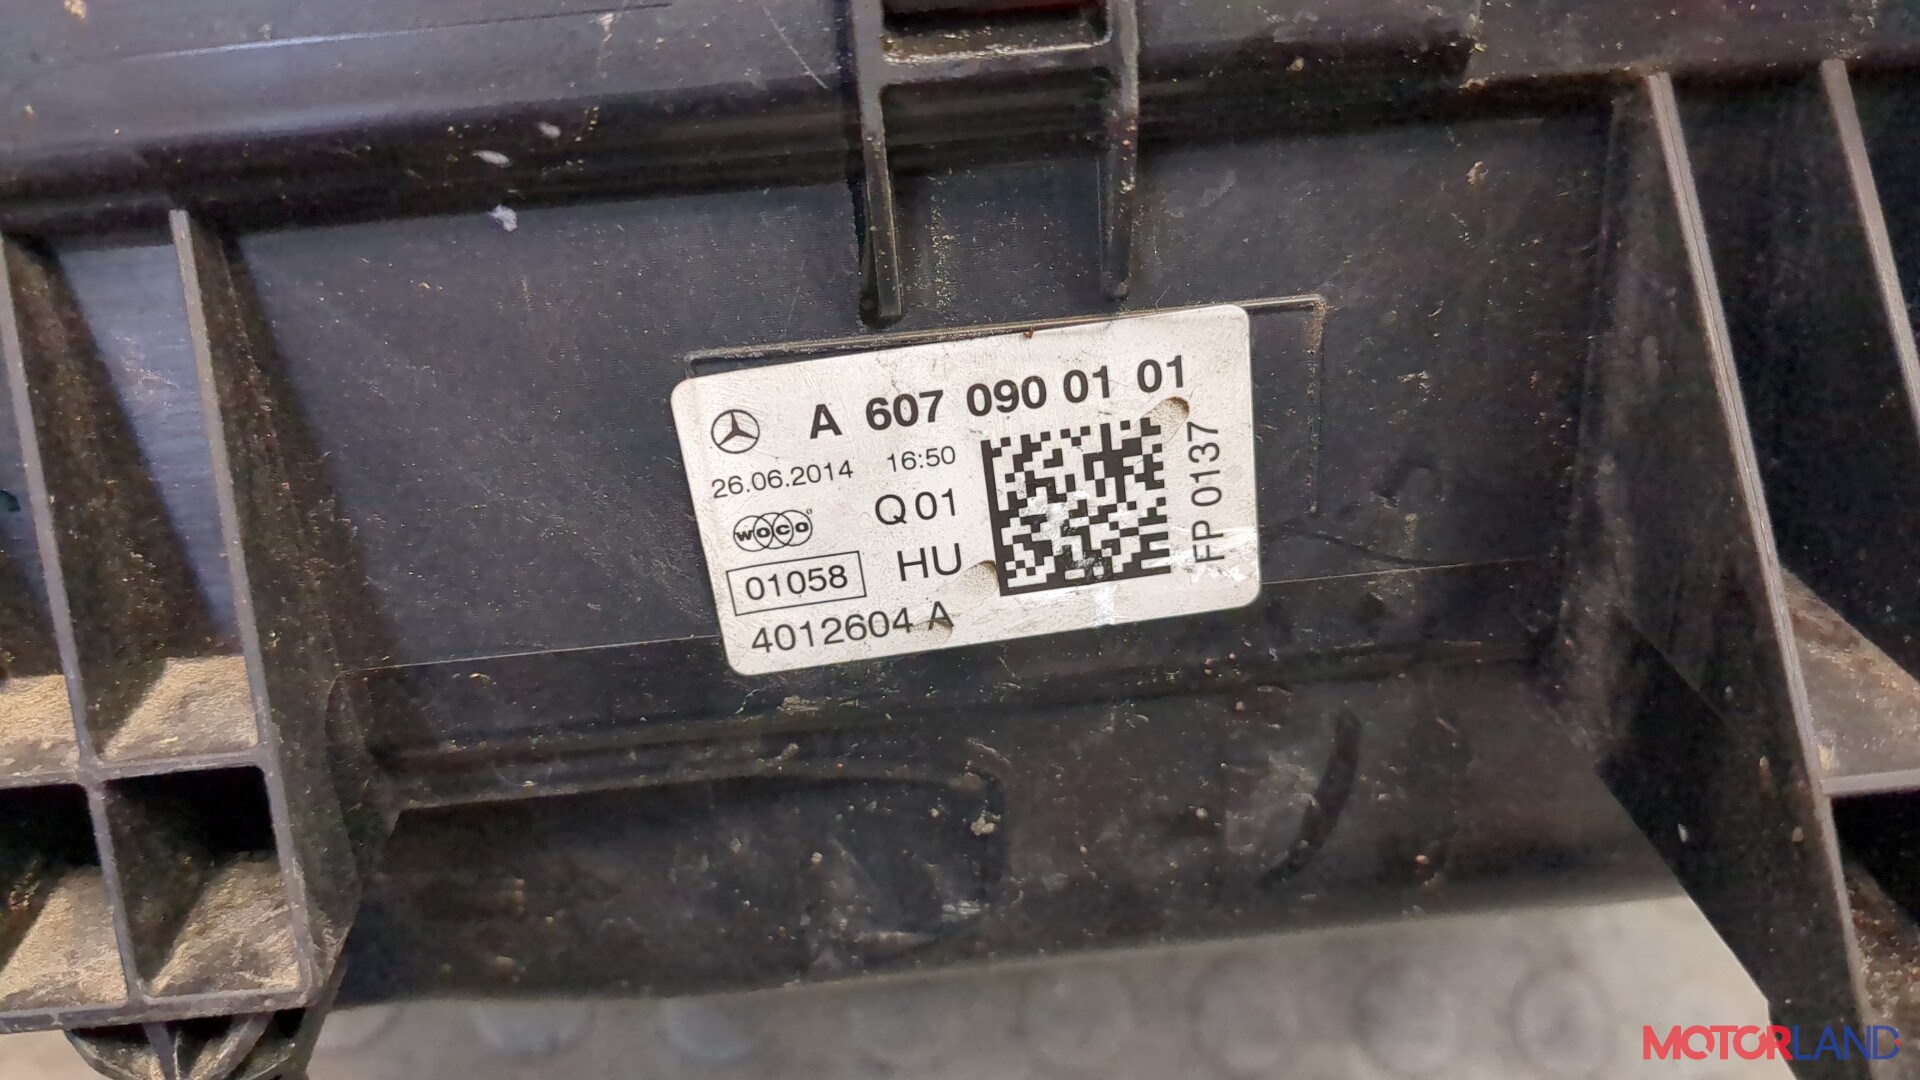 A 607 090 01 01
26.06.2014 16:50
Q 01
woco
HU
01058
4012604 A
FP 0137
MOTORLAND